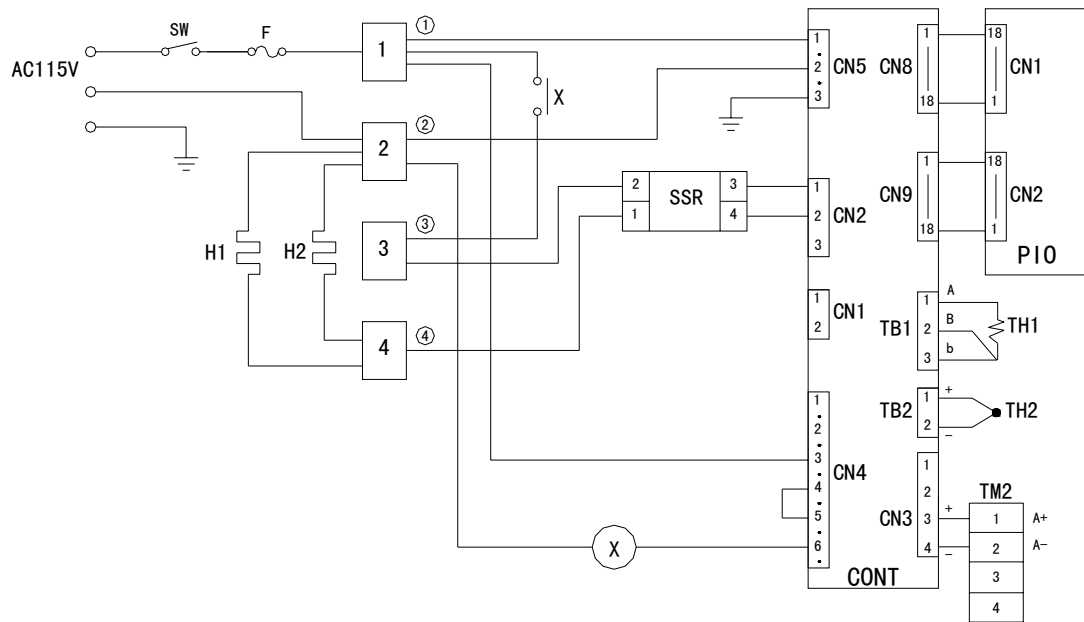 AC115V
SW
F
1
①
2
②
3
③
4
④
X
H1
H2
2
1
SSR
3
4
X
1
2
3
CN5
1
2
3
CN2
1
2
CN1
1
2
3
4
5
6
CN4
CONT
CN8
1
18
18
1
CN1
CN9
1
18
18
1
CN2
PIO
TB1
1
2
3
A
B
b
TH1
TB2
1
2
+
−
TH2
CN3
1
2
3
4
+
−
TM2
1
2
3
4
A+
A−